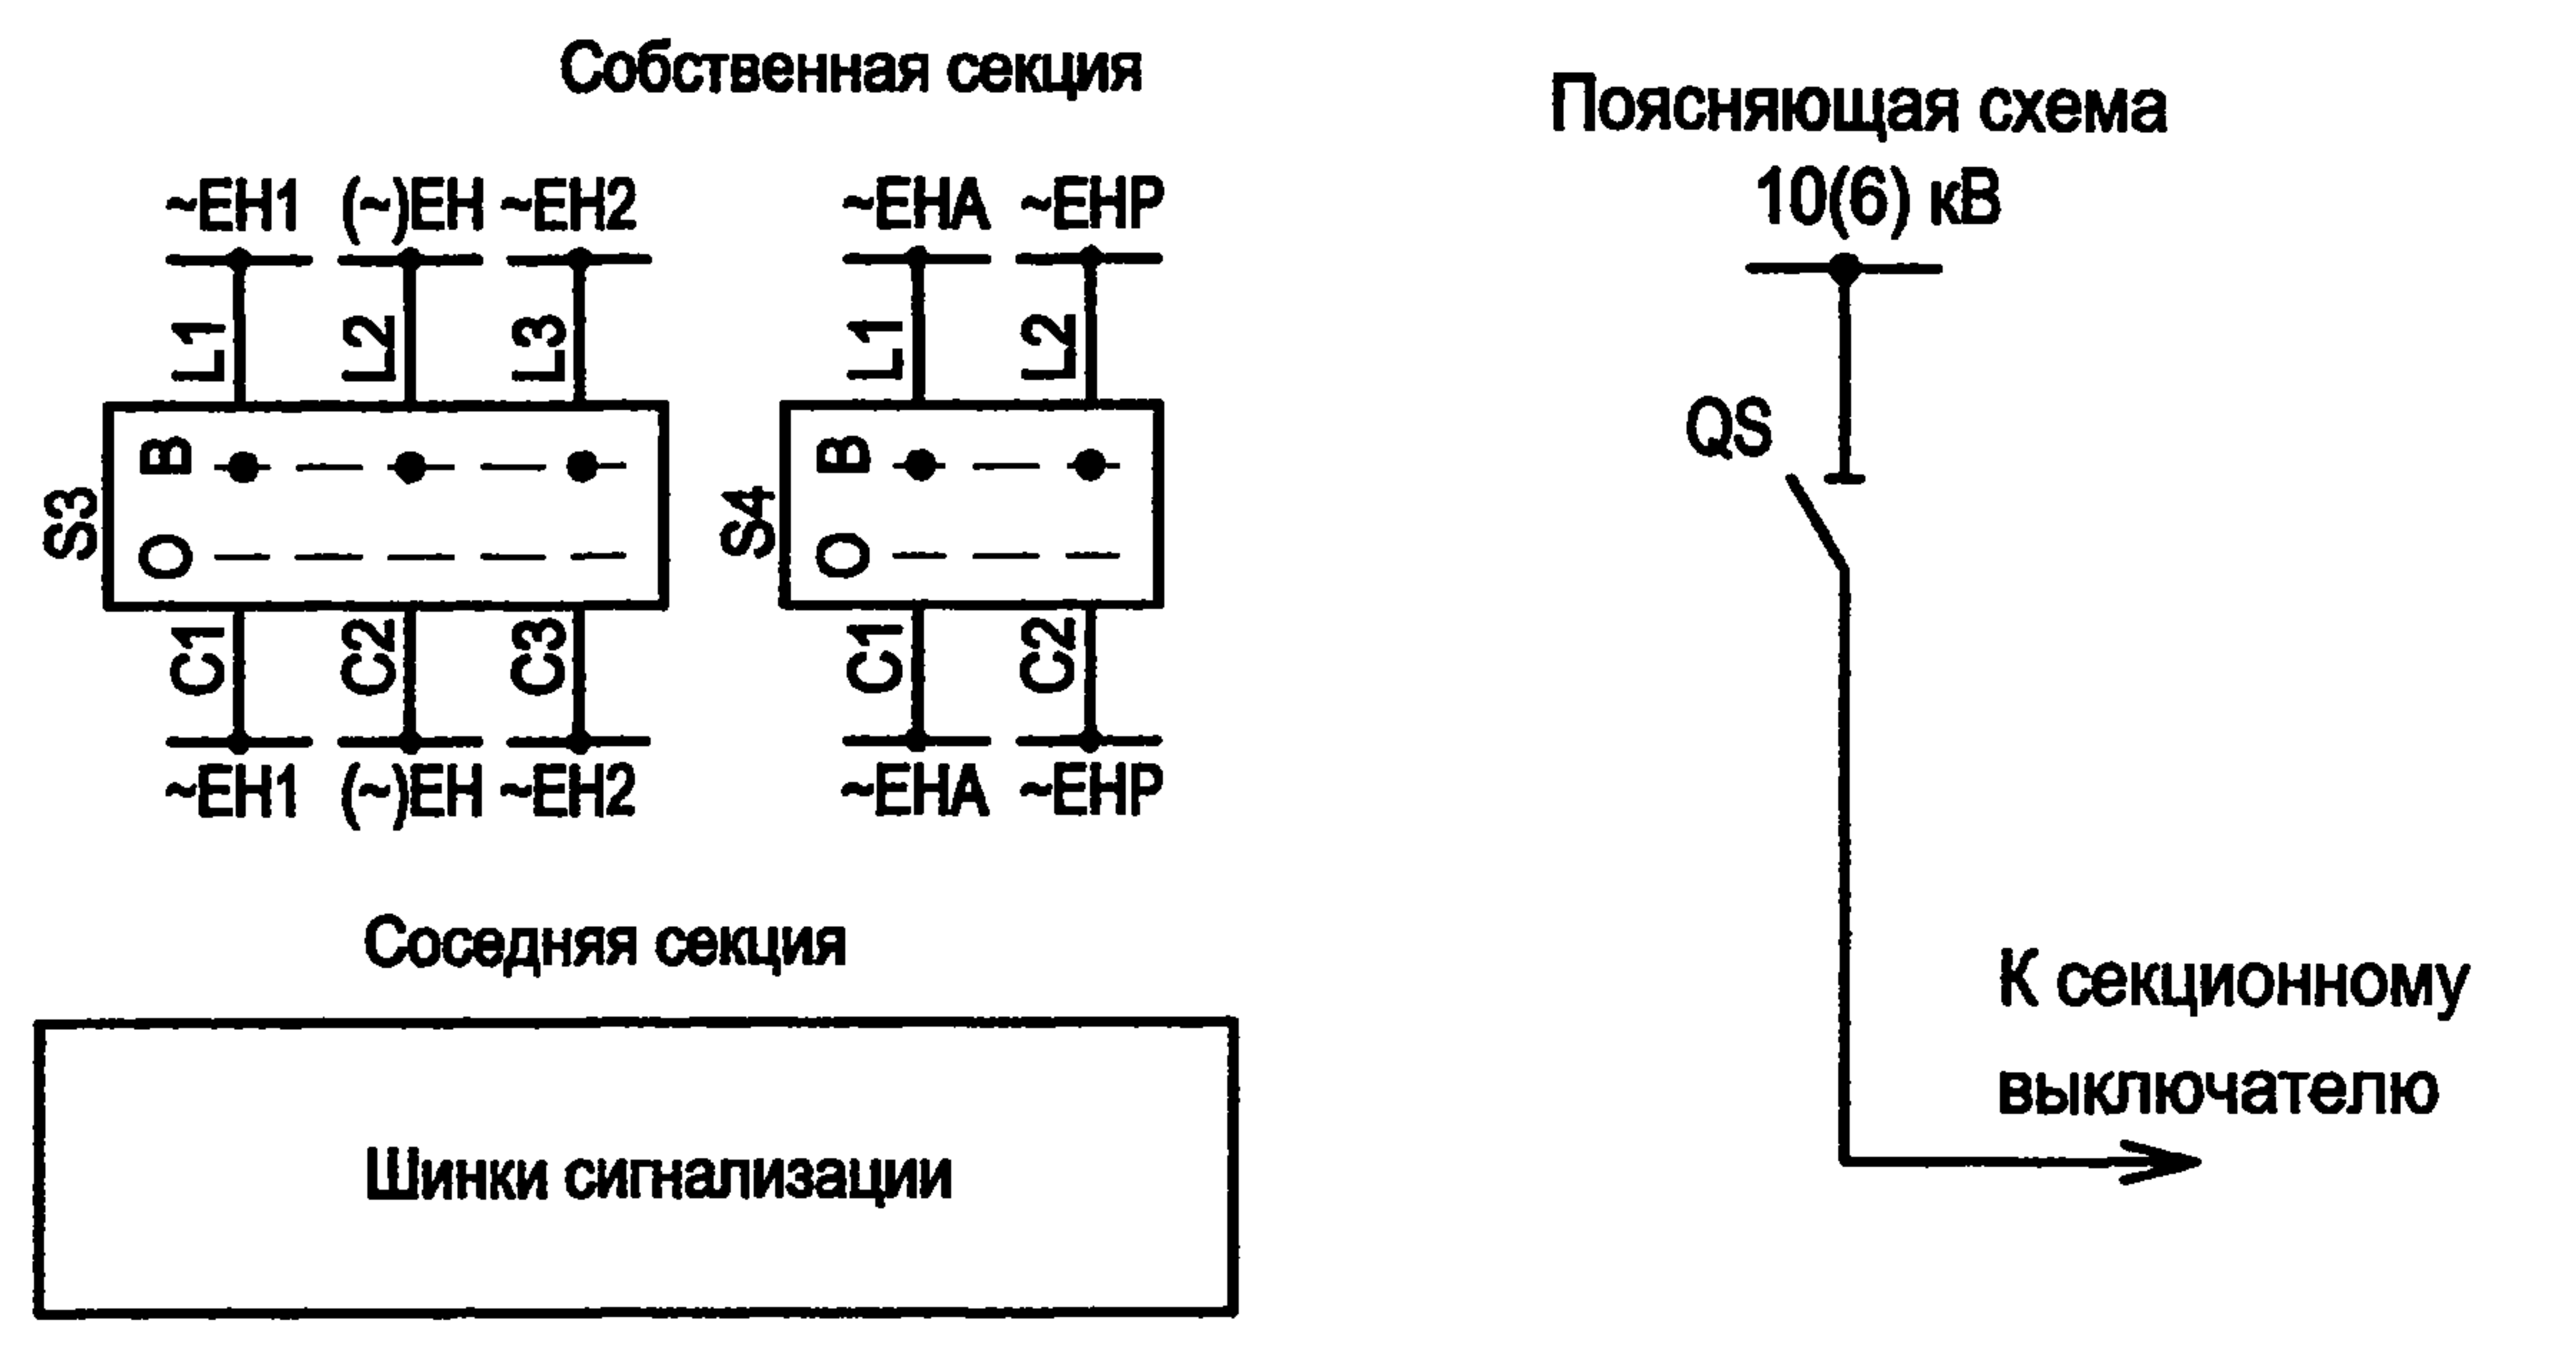 Собственная секция
~EH1 (~)EH ~EH2 ~EHA ~EHP
L1 L2 L3 L1 L2
S3 B O S4 B O
C1 C2 C3 C1 C2
~EH1 (~)EH ~EH2 ~EHA ~EHP
Соседняя секция
Шинки сигнализации
Поясняющая схема
10(6) кВ
QS
К секционному
выключателю